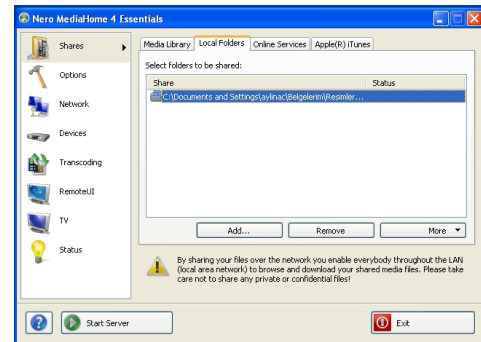 Nero MediaHome 4 Essentials
Shares
Options
Network
Devices
Transcoding
RemoteUI
TV
Status
Media Library Local Folders Online Services Apple(R) iTunes
Select folders to be shared:
Share Status
C:\Documents and Settings\aylinac\Belgelerim\Resimler...
Add... Remove More
By sharing your files over the network you enable everybody throughout the LAN
(local area network) to browse and download your shared media files. Please take
care not to share any private or confidential files!
Start Server Exit